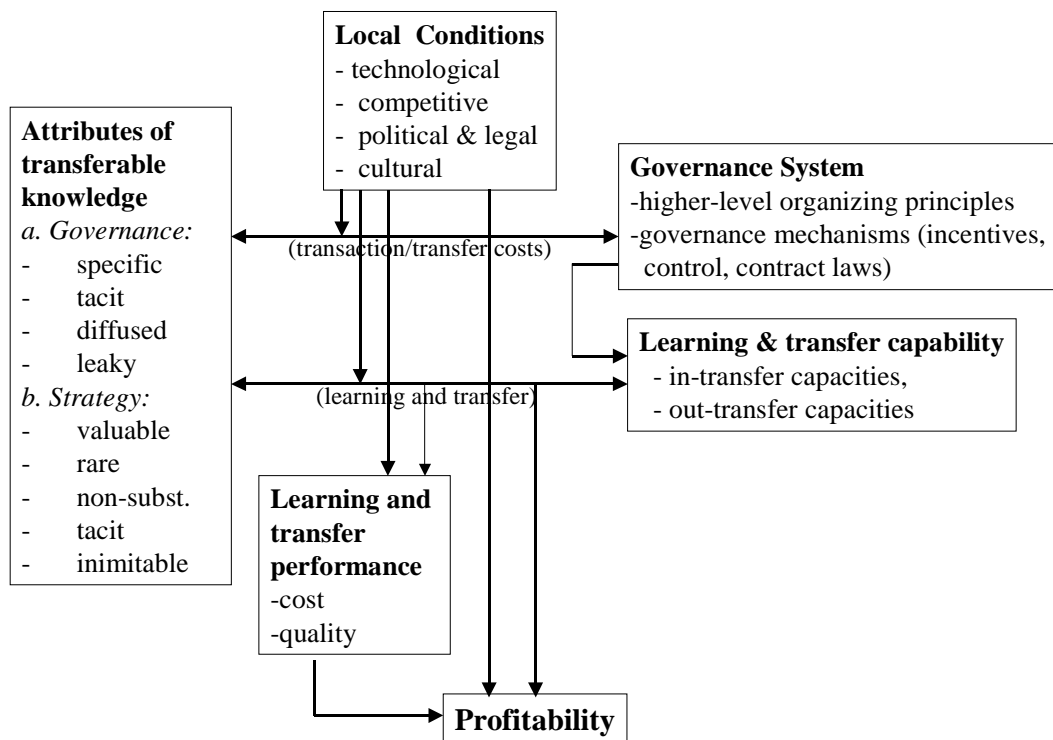 Local Conditions
- technological
- competitive
- political & legal
- cultural
Attributes of
transferable
knowledge
a. Governance:
- specific
- tacit
- diffused
- leaky
b. Strategy:
- valuable
- rare
- non-subst.
- tacit
- inimitable
Governance System
-higher-level organizing principles
-governance mechanisms (incentives,
control, contract laws)
(transaction/transfer costs)
Learning & transfer capability
- in-transfer capacities,
- out-transfer capacities
(learning and transfer)
Learning and
transfer
performance
-cost
-quality
Profitability